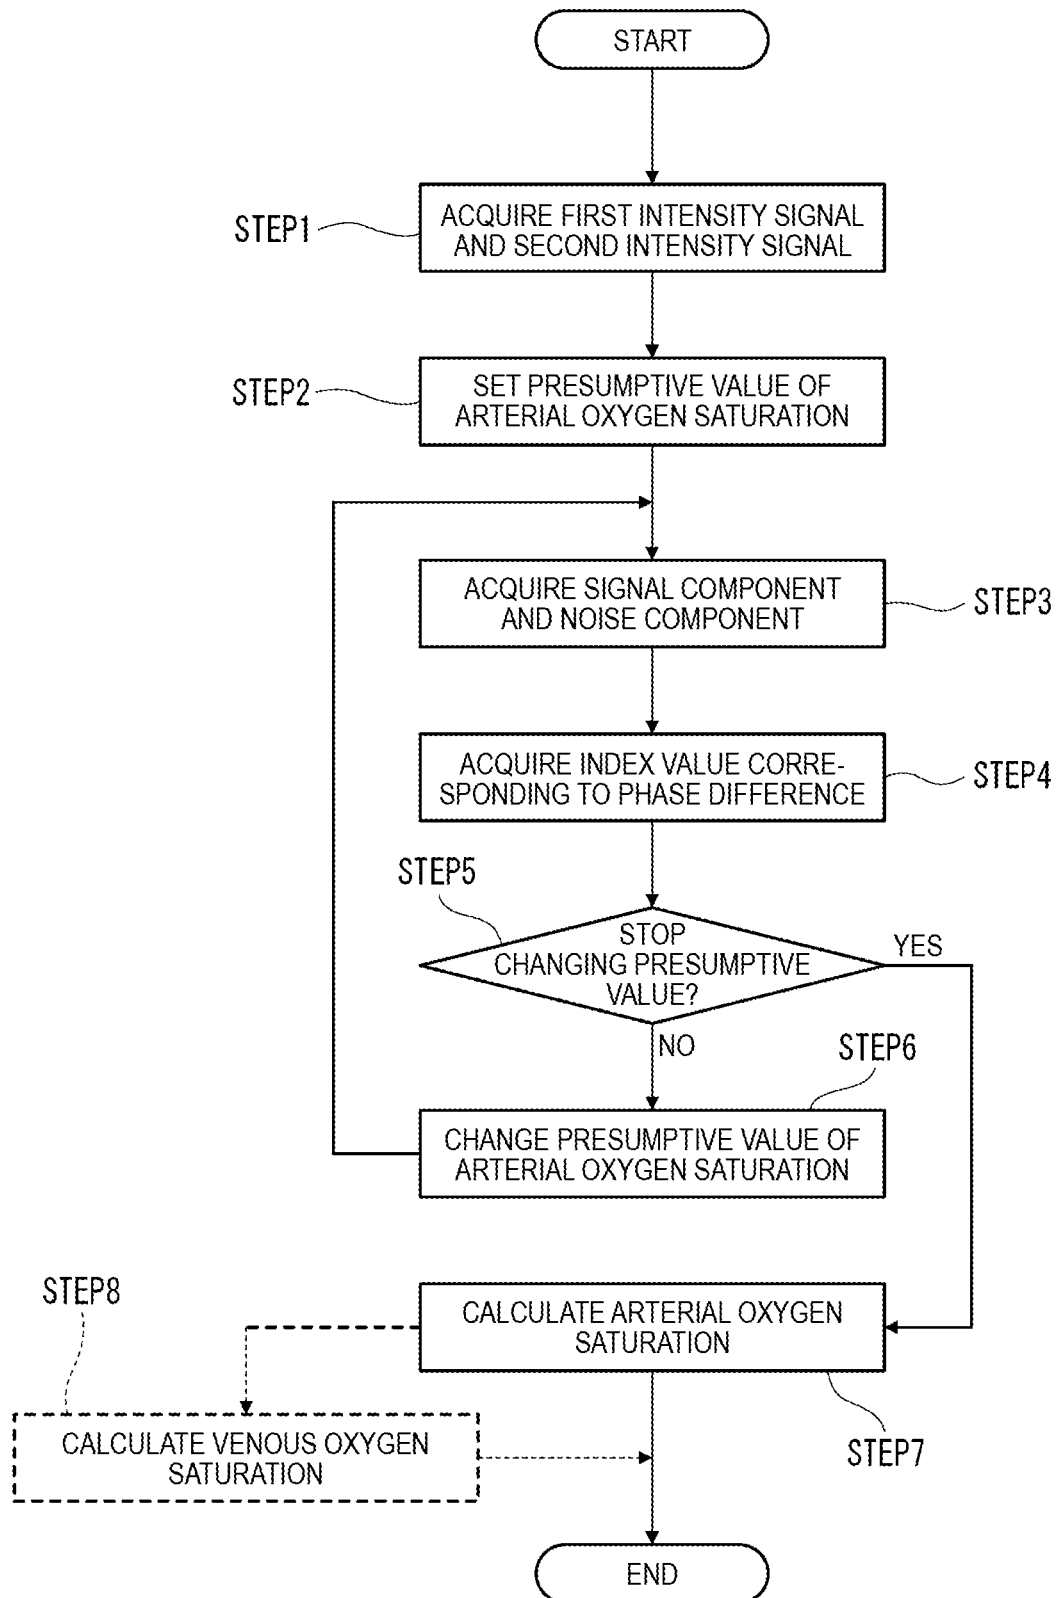 START
STEP1
ACQUIRE FIRST INTENSITY SIGNAL
AND SECOND INTENSITY SIGNAL
STEP2
SET PRESUMPTIVE VALUE OF
ARTERIAL OXYGEN SATURATION
ACQUIRE SIGNAL COMPONENT
AND NOISE COMPONENT
STEP3
ACQUIRE INDEX VALUE CORRE-
SPONDING TO PHASE DIFFERENCE
STEP4
STEP5
STOP
CHANGING PRESUMPTIVE
VALUE?
YES
NO
STEP6
CHANGE PRESUMPTIVE VALUE OF
ARTERIAL OXYGEN SATURATION
STEP8
CALCULATE ARTERIAL OXYGEN
SATURATION
STEP7
CALCULATE VENOUS OXYGEN
SATURATION
END